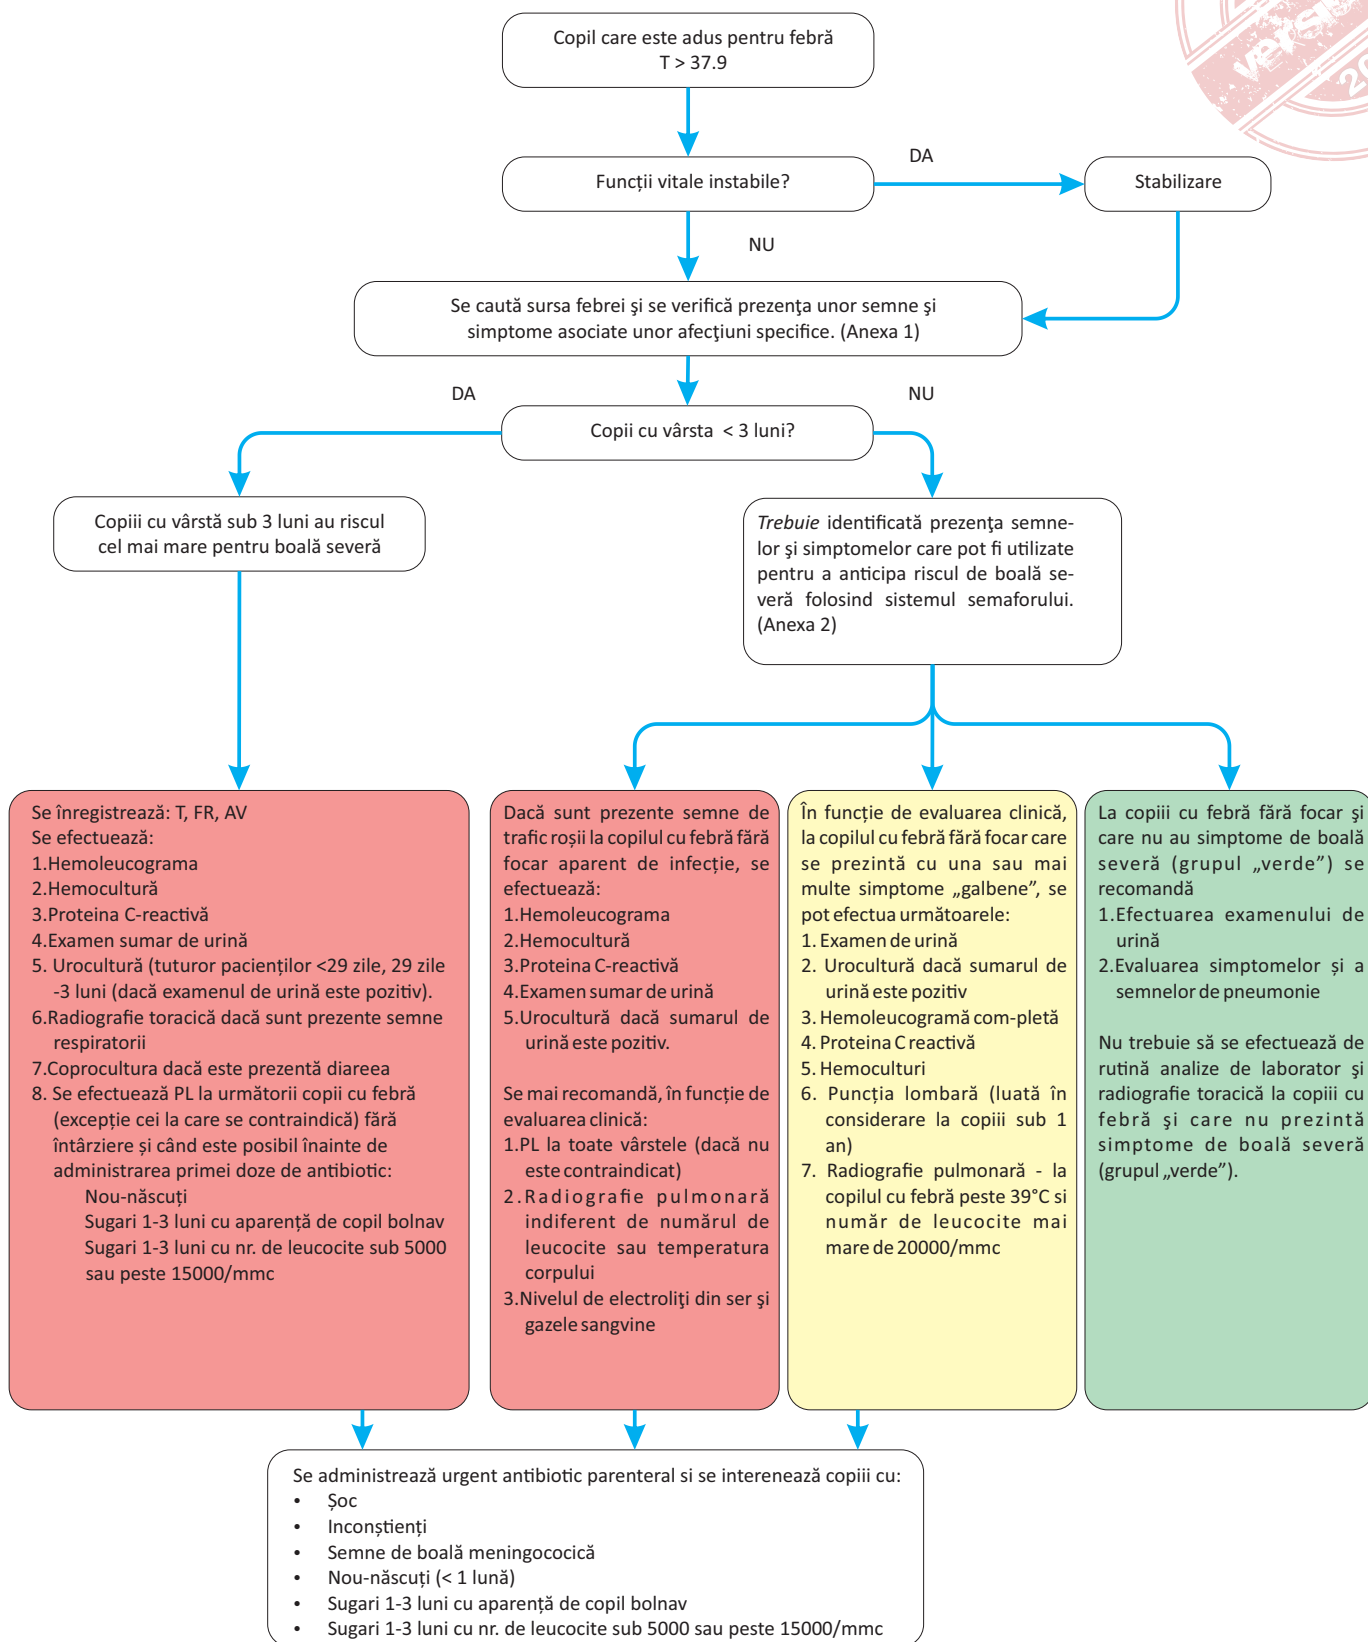 Copil care este adus pentru febră
T > 37.9
Funcții vitale instabile?
DA
Stabilizare
NU
Se caută sursa febrei şi se verifică prezenţa unor semne şi
simptome asociate unor afecţiuni specifice. (Anexa 1)
DA
NU
Copii cu vârsta < 3 luni?
Copiii cu vârstă sub 3 luni au riscul
cel mai mare pentru boală severă
Trebuie identificată prezenţa semne-
lor şi simptomelor care pot fi utilizate
pentru a anticipa riscul de boală se-
veră folosind sistemul semaforului.
(Anexa 2)
Se înregistrează: T, FR, AV
Se efectuează:
1.Hemoleucograma
2.Hemocultură
3.Proteina C-reactivă
4.Examen sumar de urină
5. Urocultură (tuturor pacienților <29 zile, 29 zile
-3 luni (dacă examenul de urină este pozitiv).
6.Radiografie toracică dacă sunt prezente semne
respiratorii
7.Coprocultura dacă este prezentă diareea
8. Se efectuează PL la următorii copii cu febră
(excepție cei la care se contraindică) fără
întârziere și când este posibil înainte de
administrarea primei doze de antibiotic:
Nou-născuți
Sugari 1-3 luni cu aparență de copil bolnav
Sugari 1-3 luni cu nr. de leucocite sub 5000
sau peste 15000/mmc
Dacă sunt prezente semne de
trafic roșii la copilul cu febră fără
focar aparent de infecție, se
efectuează:
1.Hemoleucograma
2.Hemocultură
3.Proteina C-reactivă
4.Examen sumar de urină
5.Urocultură dacă sumarul de
urină este pozitiv.
Se mai recomandă, în funcție de
evaluarea clinică:
1.PL la toate vârstele (dacă nu
este contraindicat)
2.Radiografie pulmonară
indiferent de numărul de
leucocite sau temperatura
corpului
3.Nivelul de electroliţi din ser şi
gazele sangvine
În funcție de evaluarea clinică,
la copilul cu febră fără focar care
se prezintă cu una sau mai
multe simptome „galbene”, se
pot efectua următoarele:
1. Examen de urină
2. Urocultură dacă sumarul de
urină este pozitiv
3. Hemoleucogramă com-pletă
4. Proteina C reactivă
5. Hemoculturi
6. Puncția lombară (luată în
considerare la copiii sub 1
an)
7. Radiografie pulmonară - la
copilul cu febră peste 39°C si
număr de leucocite mai
mare de 20000/mmc
La copiii cu febră fără focar şi
care nu au simptome de boală
severă (grupul „verde”) se
recomandă
1.Efectuarea examenului de
urină
2.Evaluarea simptomelor și a
semnelor de pneumonie
Nu trebuie să se efectuează de
rutină analize de laborator şi
radiografie toracică la copiii cu
febră şi care nu prezintă
simptome de boală severă
(grupul „verde”).
Se administrează urgent antibiotic parenteral si se interenează copiii cu:
• Șoc
• Inconștienți
• Semne de boală meningococică
• Nou-născuți (< 1 lună)
• Sugari 1-3 luni cu aparență de copil bolnav
• Sugari 1-3 luni cu nr. de leucocite sub 5000 sau peste 15000/mmc